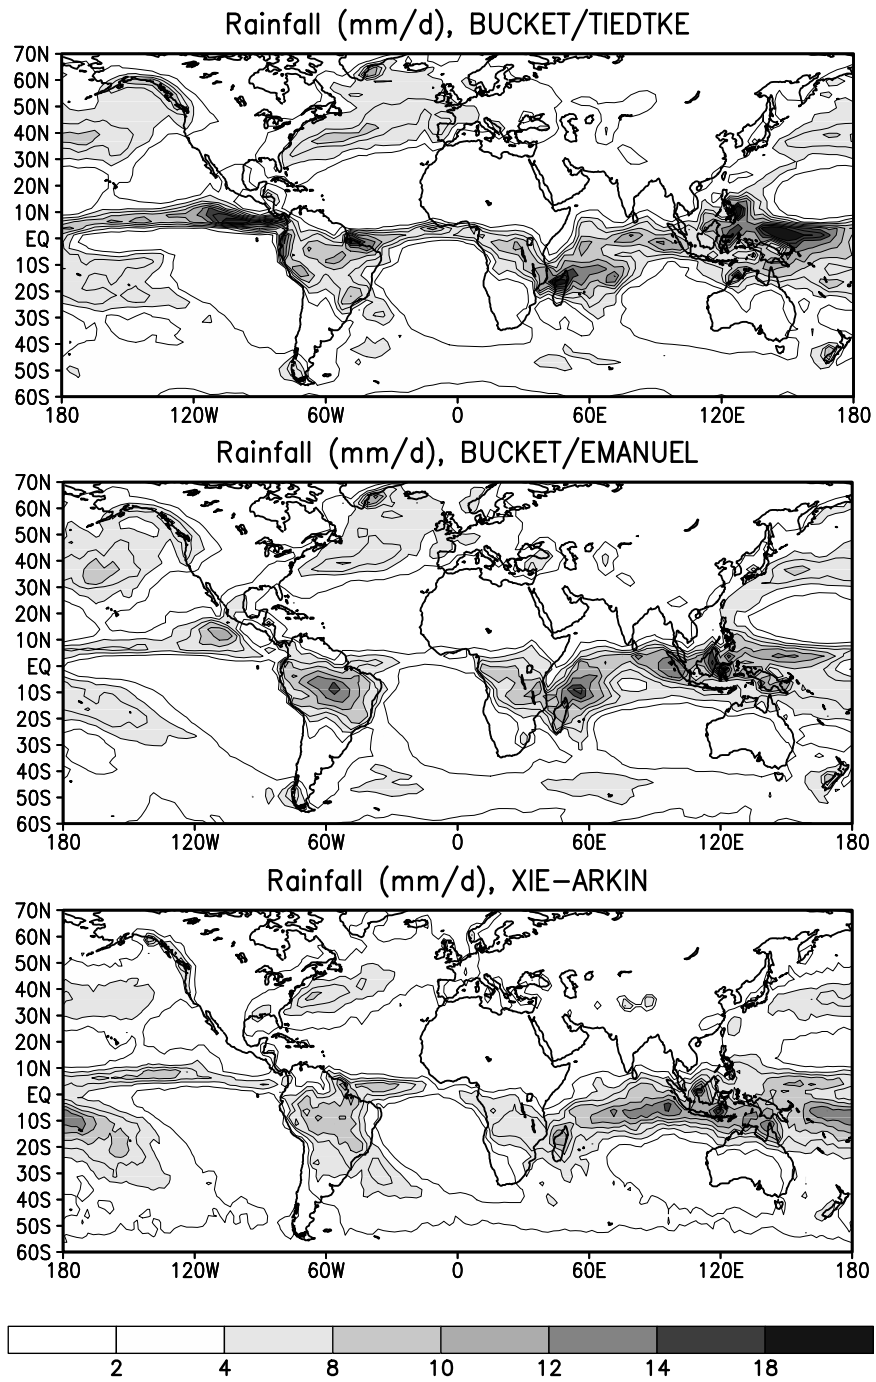 Rainfall (mm/d), BUCKET/TIEDTKE
70N
60N
50N
40N
30N
20N
10N
EQ
10S
20S
30S
40S
50S
60S
180 120W 60W 0 60E 120E 180
Rainfall (mm/d), BUCKET/EMANUEL
70N
60N
50N
40N
30N
20N
10N
EQ
10S
20S
30S
40S
50S
60S
180 120W 60W 0 60E 120E 180
Rainfall (mm/d), XIE-ARKIN
70N
60N
50N
40N
30N
20N
10N
EQ
10S
20S
30S
40S
50S
60S
180 120W 60W 0 60E 120E 180
2 4 8 10 12 14 18